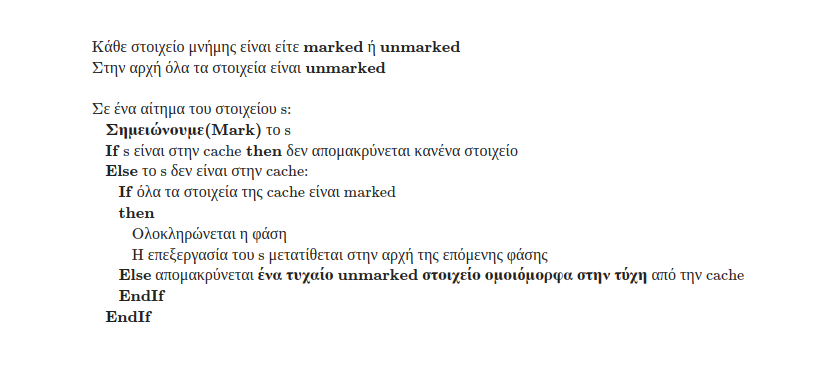 Κάθε στοιχείο μνήμης είναι είτε marked ή unmarked
Στην αρχή όλα τα στοιχεία είναι unmarked
Σε ένα αίτημα του στοιχείου s:
Σημειώνουμε(Mark) το s
If s είναι στην cache then δεν απομακρύνεται κανένα στοιχείο
Else το s δεν είναι στην cache:
If όλα τα στοιχεία της cache είναι marked
then
Ολοκληρώνεται η φάση
Η επεξεργασία του s μετατίθεται στην αρχή της επόμενης φάσης
Else απομακρύνεται ένα τυχαίο unmarked στοιχείο ομοιόμορφα στην τύχη από την cache
EndIf
EndIf